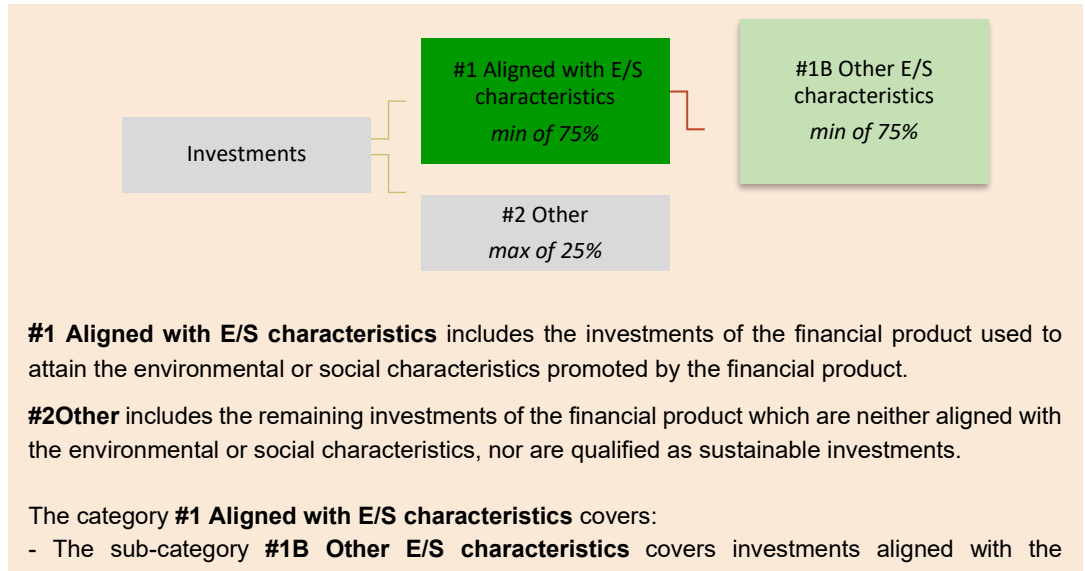 #1 Aligned with E/S
characteristics
min of 75%
#1B Other E/S
characteristics
min of 75%
Investments
#2 Other
max of 25%
#1 Aligned with E/S characteristics includes the investments of the financial product used to
attain the environmental or social characteristics promoted by the financial product.
#2Other includes the remaining investments of the financial product which are neither aligned with
the environmental or social characteristics, nor are qualified as sustainable investments.
The category #1 Aligned with E/S characteristics covers:
- The sub-category #1B Other E/S characteristics covers investments aligned with the